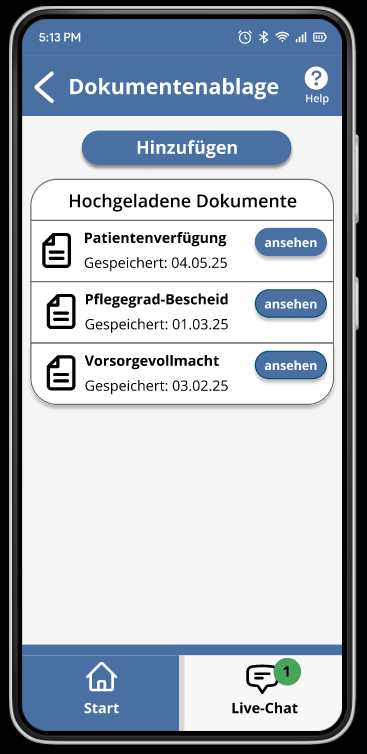 5:13 PM
Dokumentenablage
Help
Hinzufügen
Hochgeladene Dokumente
Patientenverfügung
ansehen
Gespeichert: 04.05.25
Pflegegrad-Bescheid
ansehen
Gespeichert: 01.03.25
Vorsorgevollmacht
ansehen
Gespeichert: 03.02.25
1
Start
Live-Chat